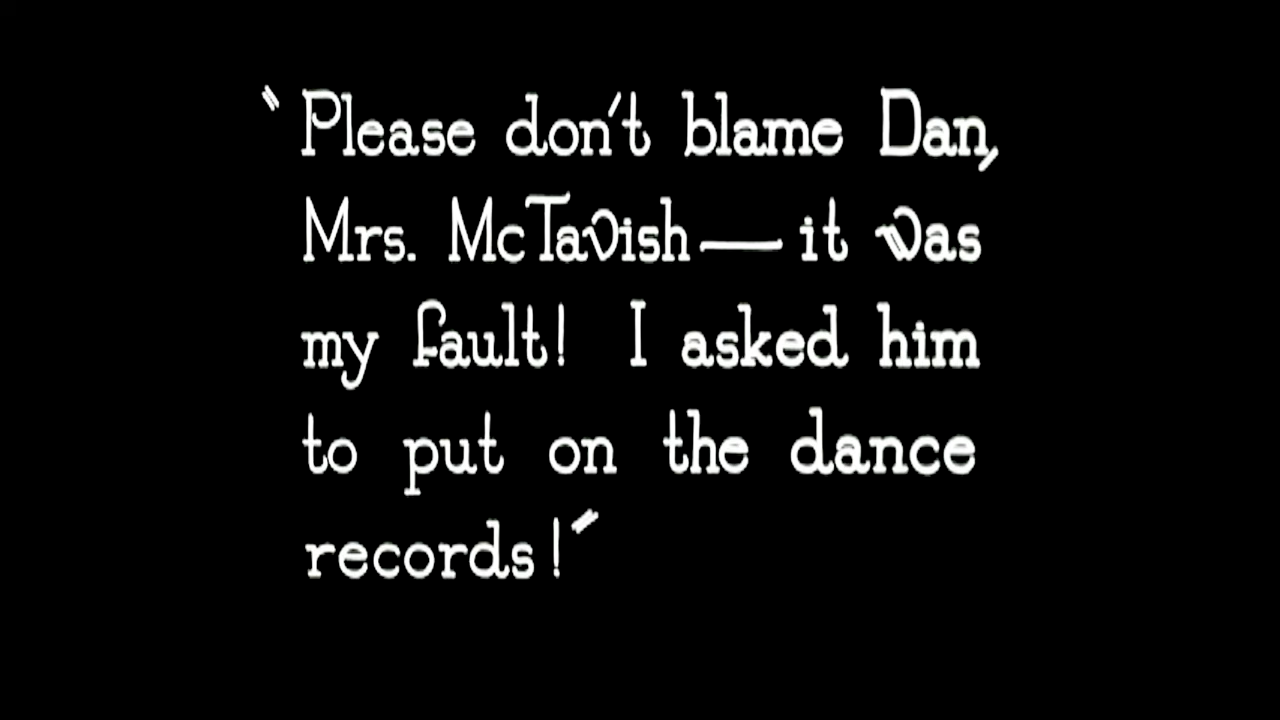 "Please don't blame Dan,
Mrs. McTavish—it was
my fault! I asked him
to put on the dance
records!"